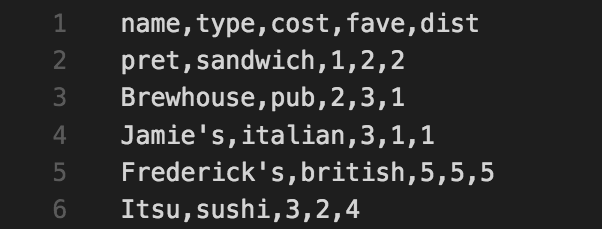 1 name,type,cost,fave,dist
2 pret,sandwich,1,2,2
3 Brewhouse,pub,2,3,1
4 Jamie's,italian,3,1,1
5 Frederick's,british,5,5,5
6 Itsu,sushi,3,2,4